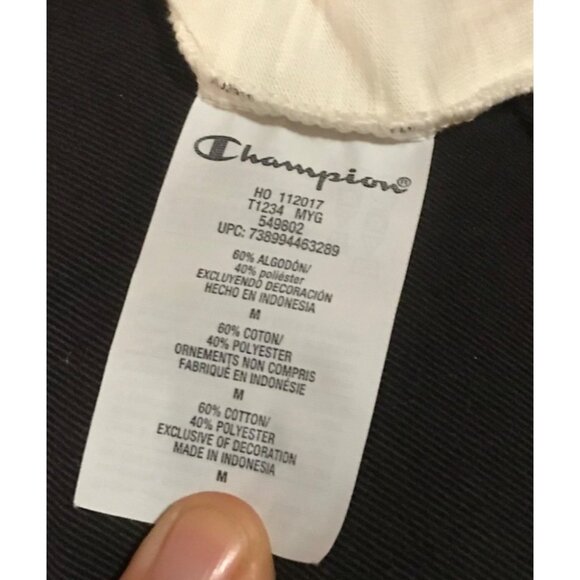 Champion®
HO 112017
T1234 MYG
549802
UPC: 738994463289
60% ALGODÓN/
40% poliéster
EXCLUYENDO DECORACIÓN
HECHO EN INDONESIA
M
60% COTON/
40% POLYESTER
ORNEMENTS NON COMPRIS
FABRIQUÉ EN INDONÉSIE
M
60% COTTON/
40% POLYESTER
EXCLUSIVE OF DECORATION
MADE IN INDONESIA
M